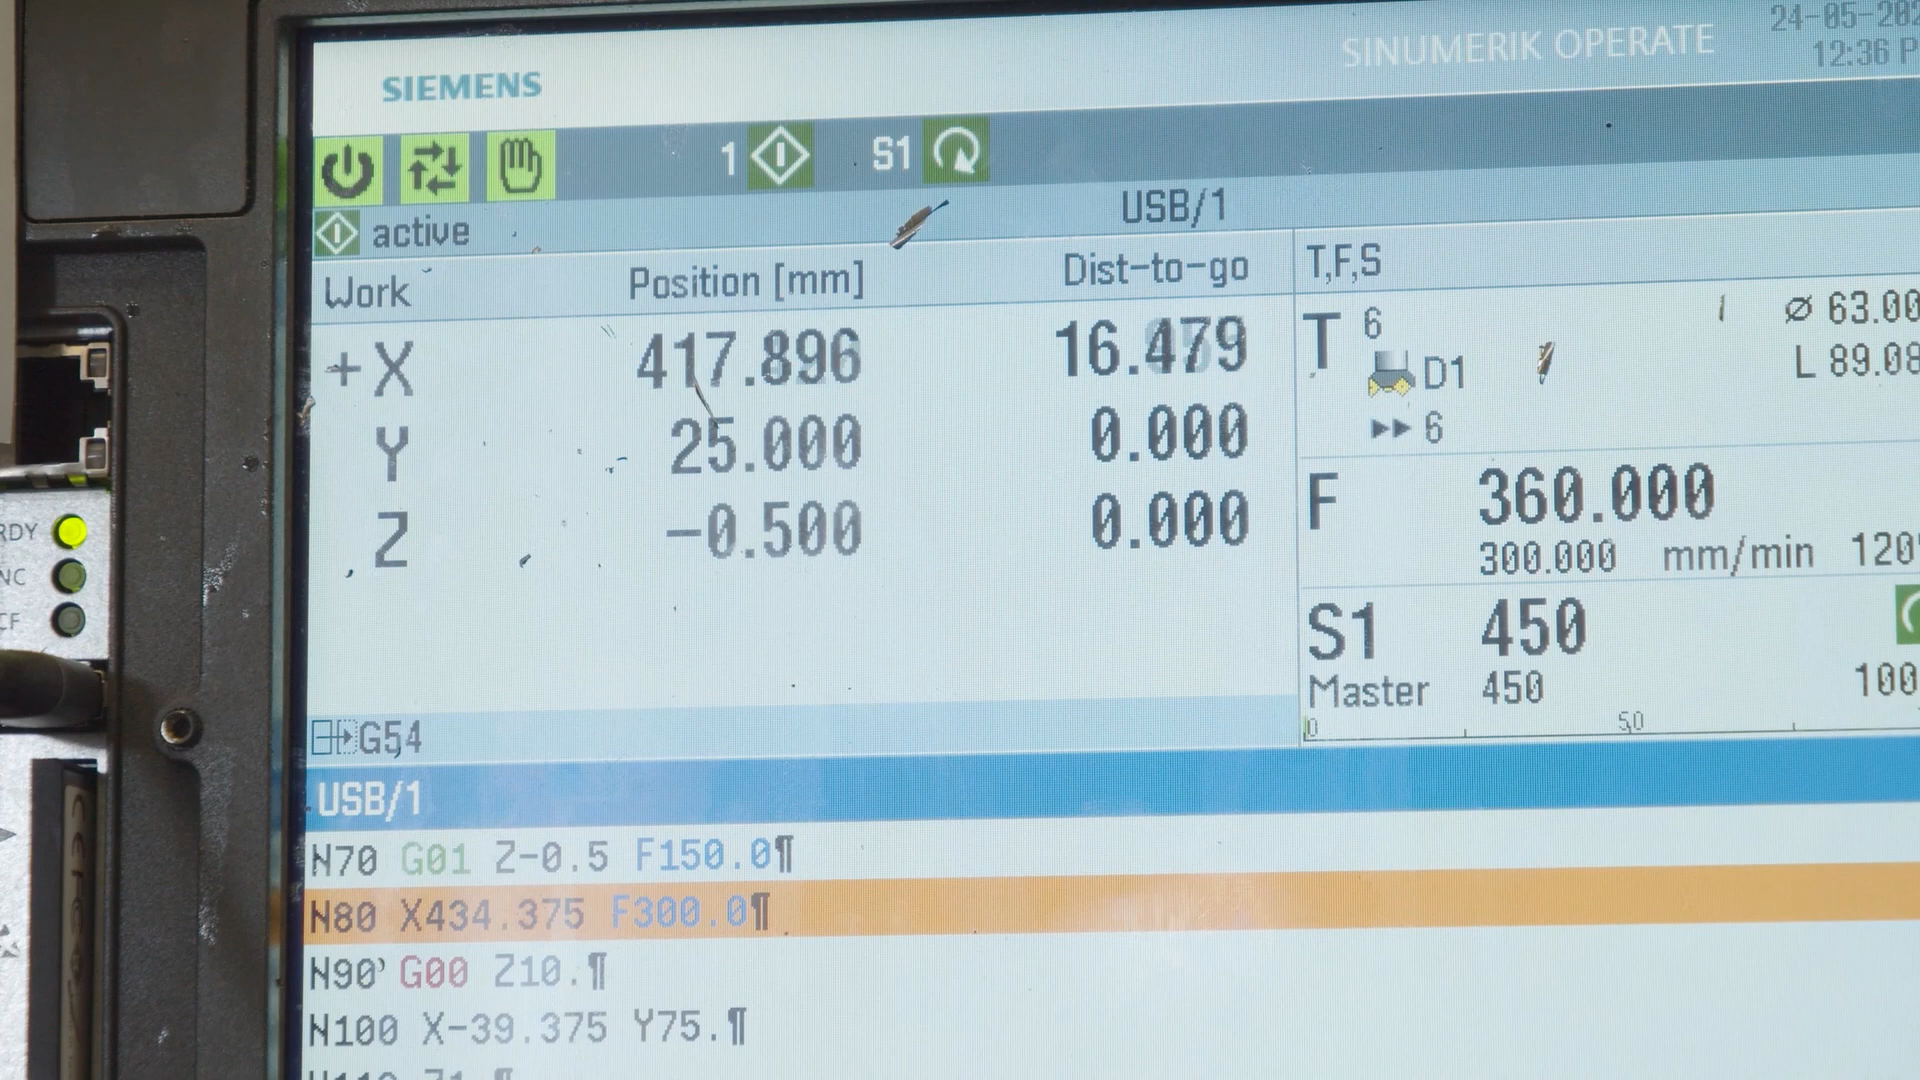 SIEMENS
SINUMERIK OPERATE
24-05-202
12:36 P
1
S1
active
USB/1
Work
Position [mm]
Dist-to-go
T,F,S
+X 417.896 16.479
T 6
⌀ 63.00
D1
L 89.08
Y 25.000 0.000
▸▸ 6
Z -0.500 0.000
F 360.000
300.000 mm/min 120
S1 450
Master 450 100
0 50
G54
USB/1
N70 G01 Z-0.5 F150.0¶
N80 X434.375 F300.0¶
N90 G00 Z10.¶
N100 X-39.375 Y75.¶
RDY
NC
CF